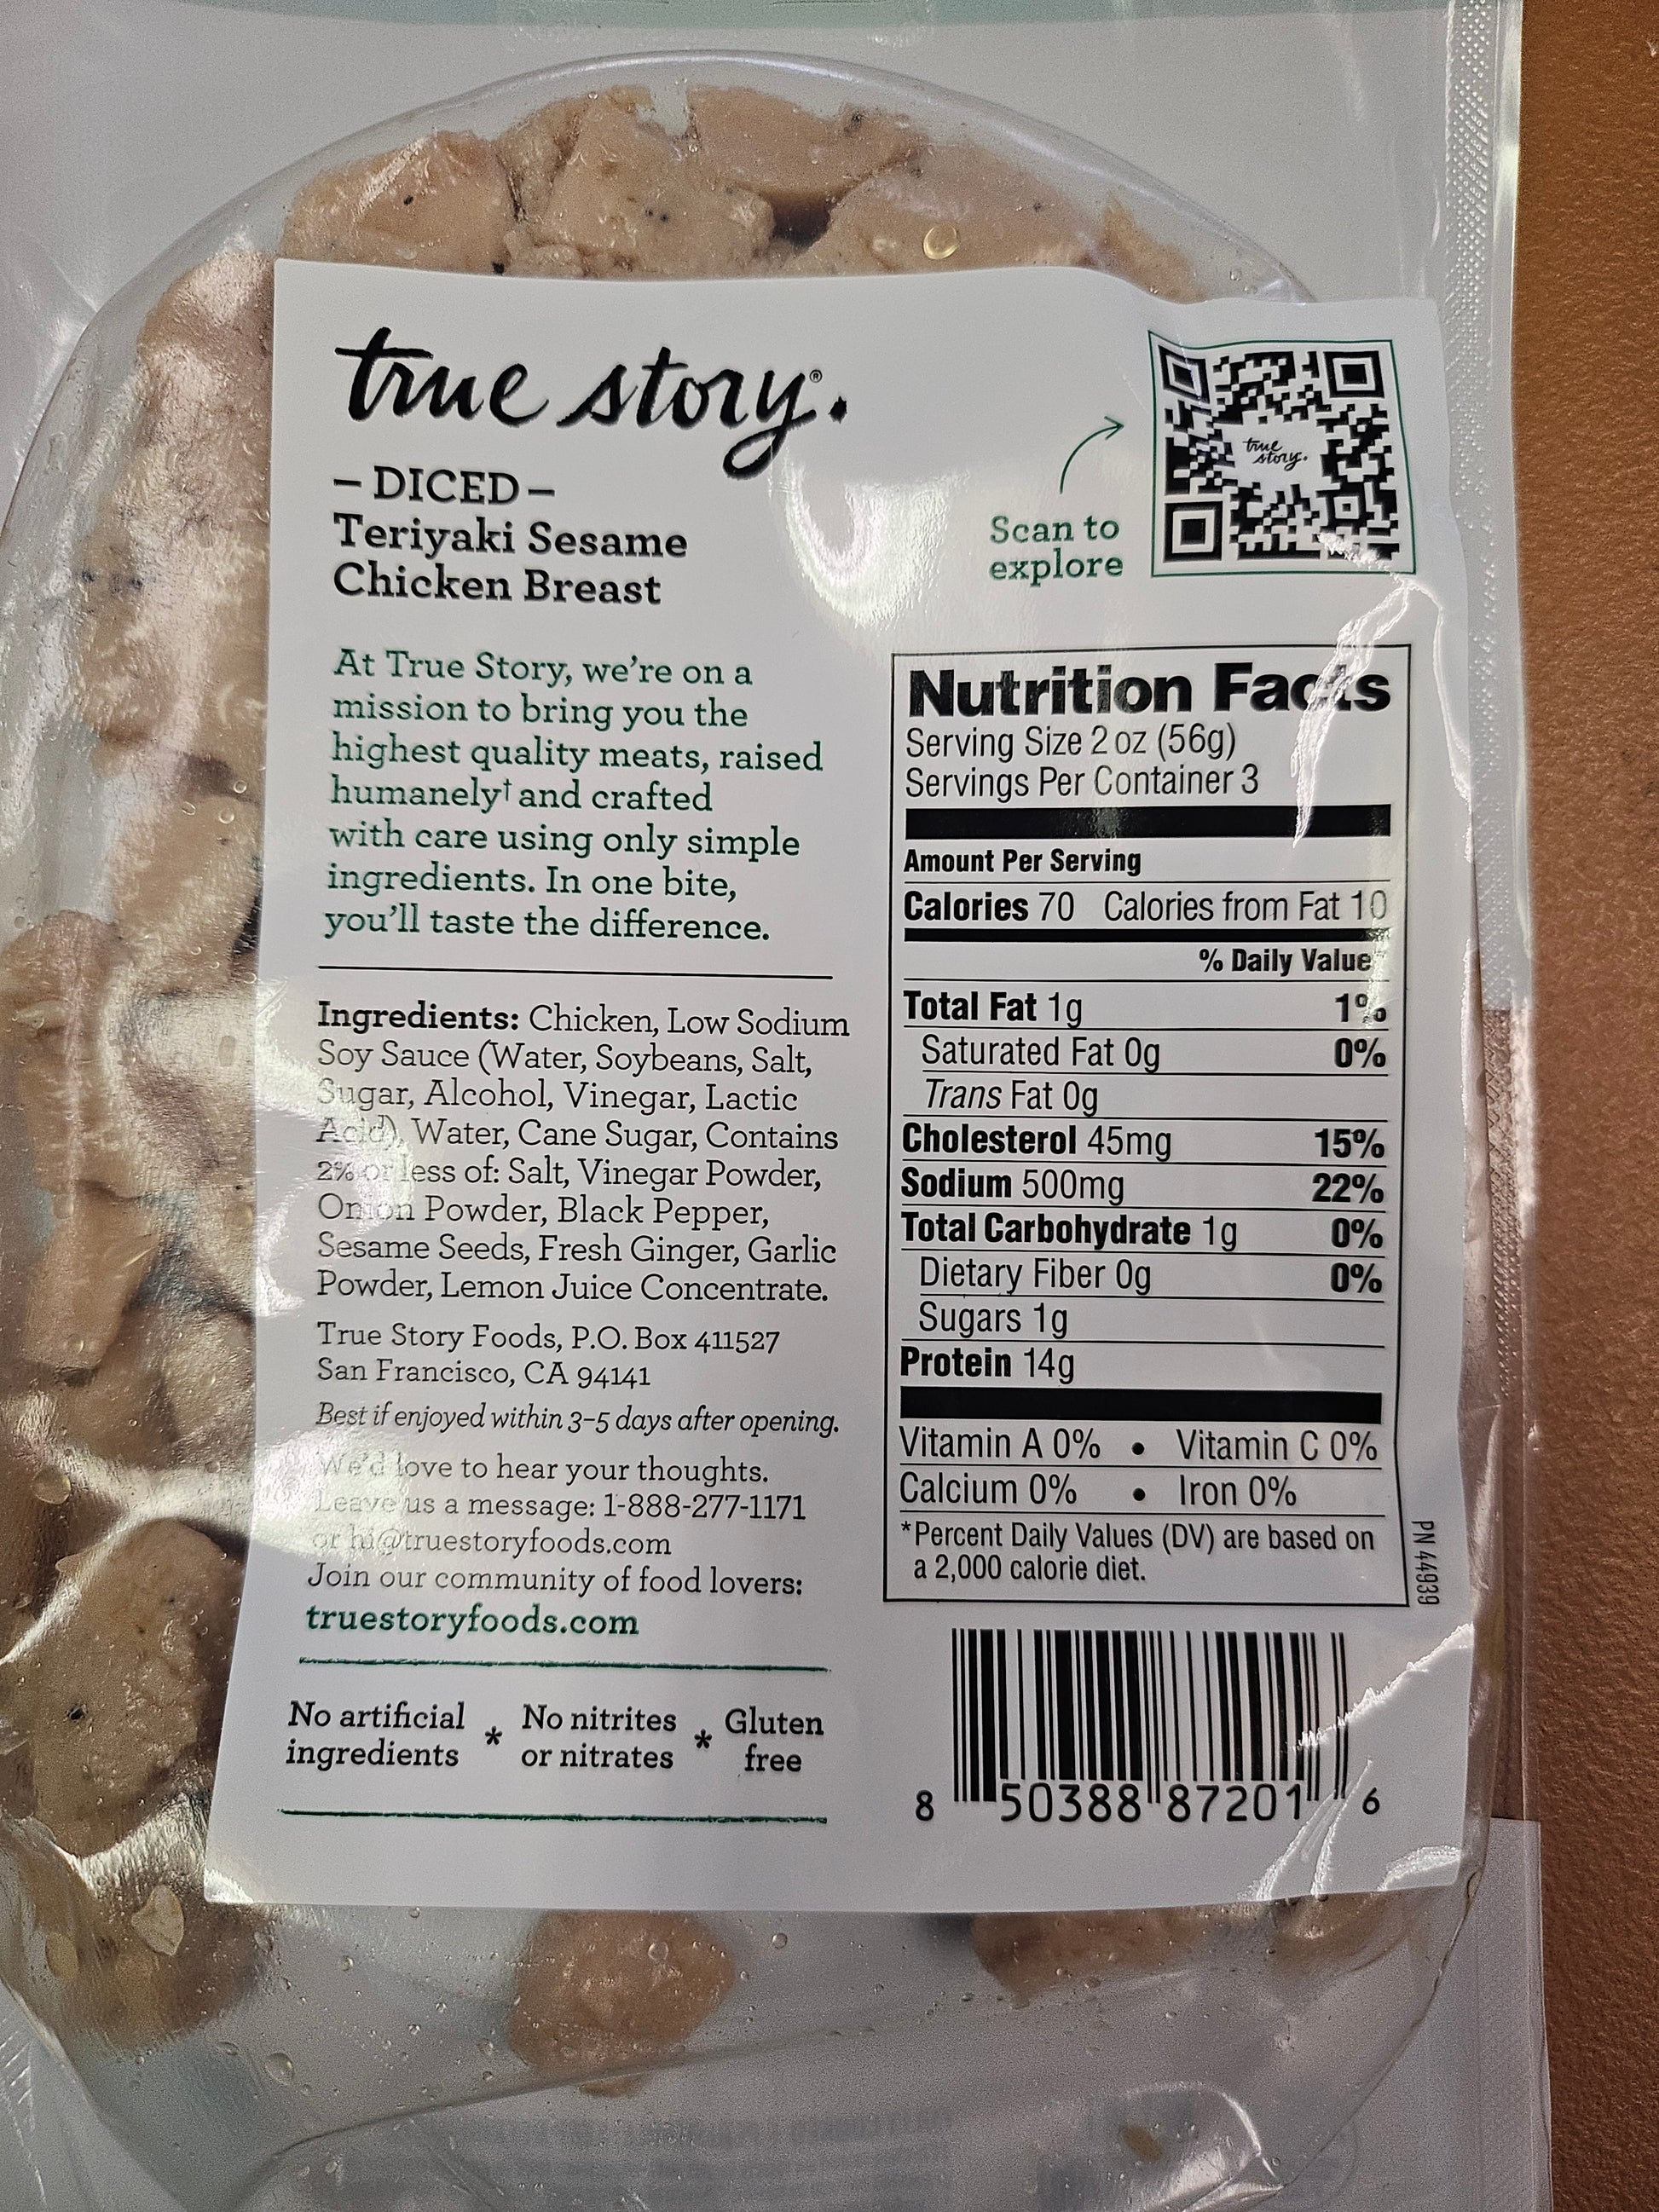 true story®.
– DICED –
Teriyaki Sesame
Chicken Breast
Scan to
explore
true
story.
At True Story, we're on a
mission to bring you the
highest quality meats, raised
humanely† and crafted
with care using only simple
ingredients. In one bite,
you'll taste the difference.
Ingredients: Chicken, Low Sodium
Soy Sauce (Water, Soybeans, Salt,
Sugar, Alcohol, Vinegar, Lactic
Acid), Water, Cane Sugar, Contains
2% or less of: Salt, Vinegar Powder,
Onion Powder, Black Pepper,
Sesame Seeds, Fresh Ginger, Garlic
Powder, Lemon Juice Concentrate.
True Story Foods, P.O. Box 411527
San Francisco, CA 94141
Best if enjoyed within 3-5 days after opening.
We'd love to hear your thoughts.
Leave us a message: 1-888-277-1171
or hi@truestoryfoods.com
Join our community of food lovers:
truestoryfoods.com
No artificial * No nitrites * Gluten
ingredients or nitrates free
Nutrition Facts
Serving Size 2 oz (56g)
Servings Per Container 3
Amount Per Serving
Calories 70 Calories from Fat 10
% Daily Value*
Total Fat 1g 1%
Saturated Fat 0g 0%
Trans Fat 0g
Cholesterol 45mg 15%
Sodium 500mg 22%
Total Carbohydrate 1g 0%
Dietary Fiber 0g 0%
Sugars 1g
Protein 14g
Vitamin A 0% • Vitamin C 0%
Calcium 0% • Iron 0%
*Percent Daily Values (DV) are based on
a 2,000 calorie diet.
PN 44939
8 50388 87201 6